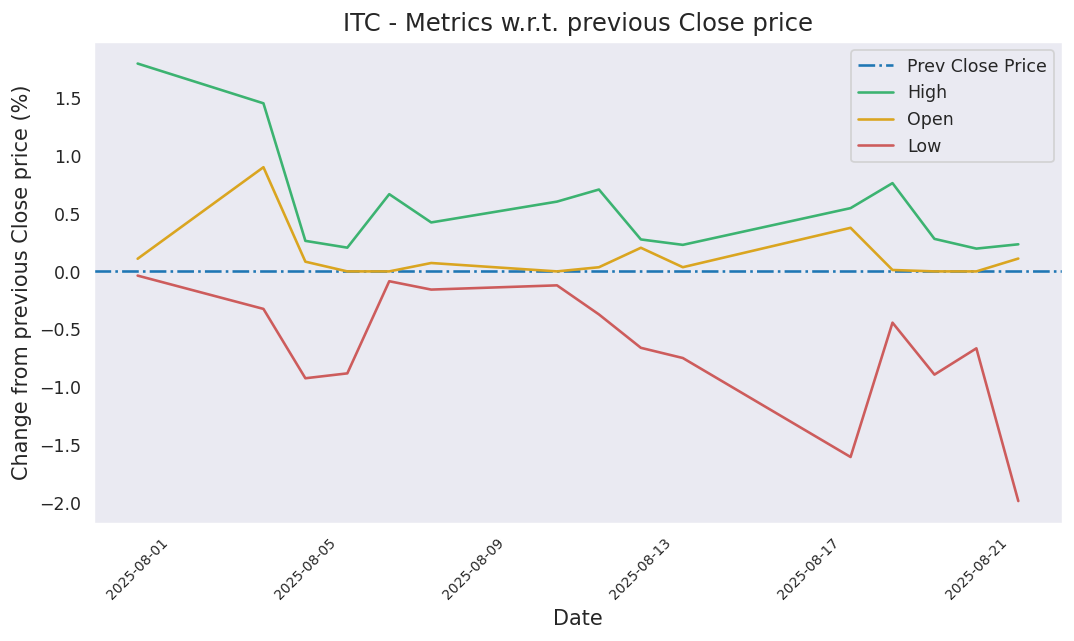 ITC - Metrics w.r.t. previous Close price
Prev Close Price
High
Open
Low
Change from previous Close price (%)
1.5
1.0
0.5
0.0
−0.5
−1.0
−1.5
−2.0
2025-08-01
2025-08-05
2025-08-09
2025-08-13
2025-08-17
2025-08-21
Date